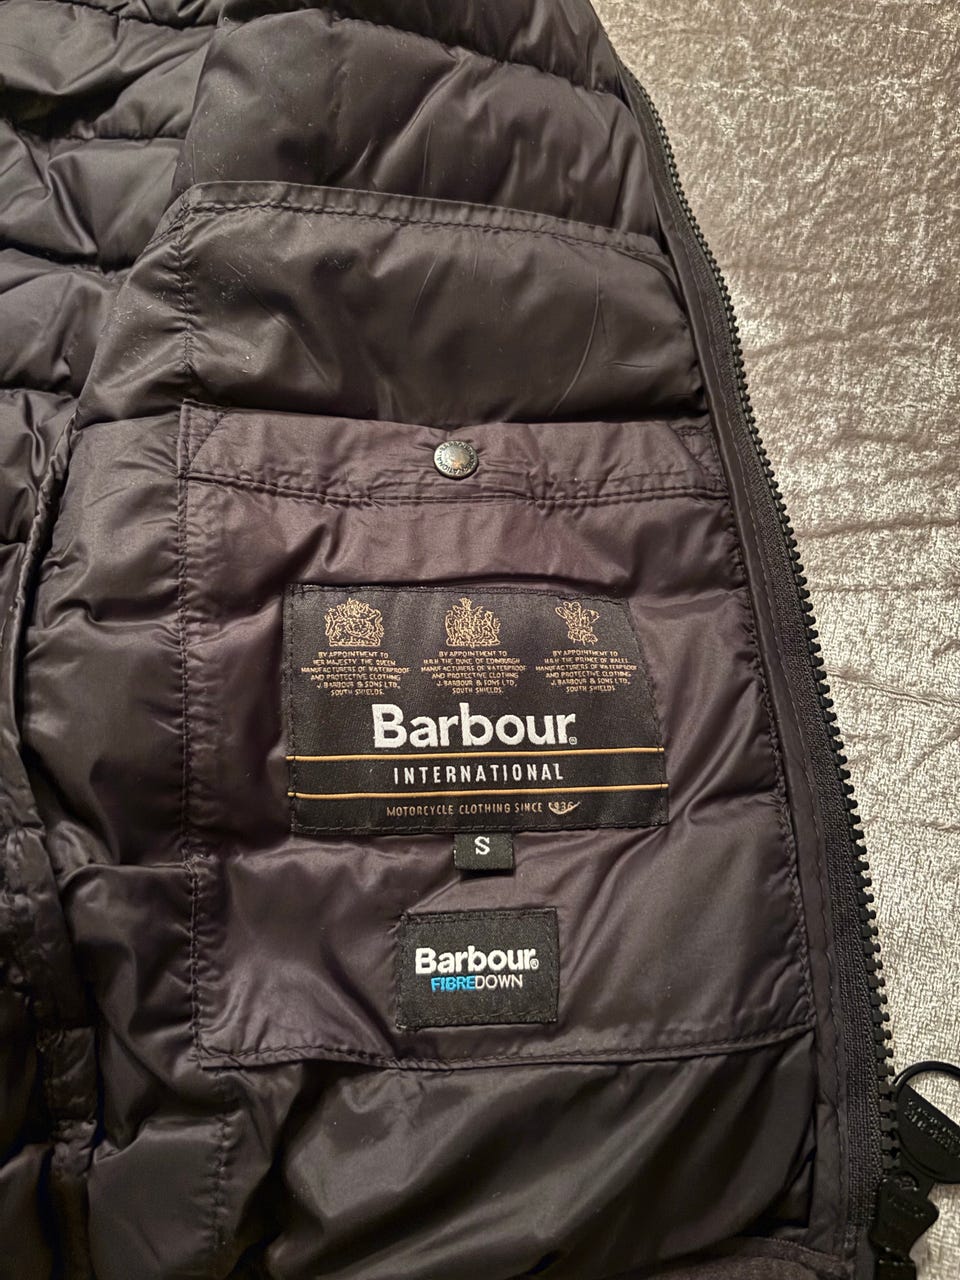 BY APPOINTMENT TO
HER MAJESTY THE QUEEN
MANUFACTURERS OF WATERPROOF
AND PROTECTIVE CLOTHING
J. BARBOUR & SONS LTD,
SOUTH SHIELDS.
BY APPOINTMENT TO
H.R.H THE DUKE OF EDINBURGH
MANUFACTURERS OF WATERPROOF
AND PROTECTIVE CLOTHING
J. BARBOUR & SONS LTD,
SOUTH SHIELDS.
BY APPOINTMENT TO
H.R.H THE PRINCE OF WALES
MANUFACTURERS OF WATERPROOF
AND PROTECTIVE CLOTHING
J. BARBOUR & SONS LTD,
SOUTH SHIELDS.
Barbour®
INTERNATIONAL
MOTORCYCLE CLOTHING SINCE 1936
S
Barbour®
FIBREDOWN